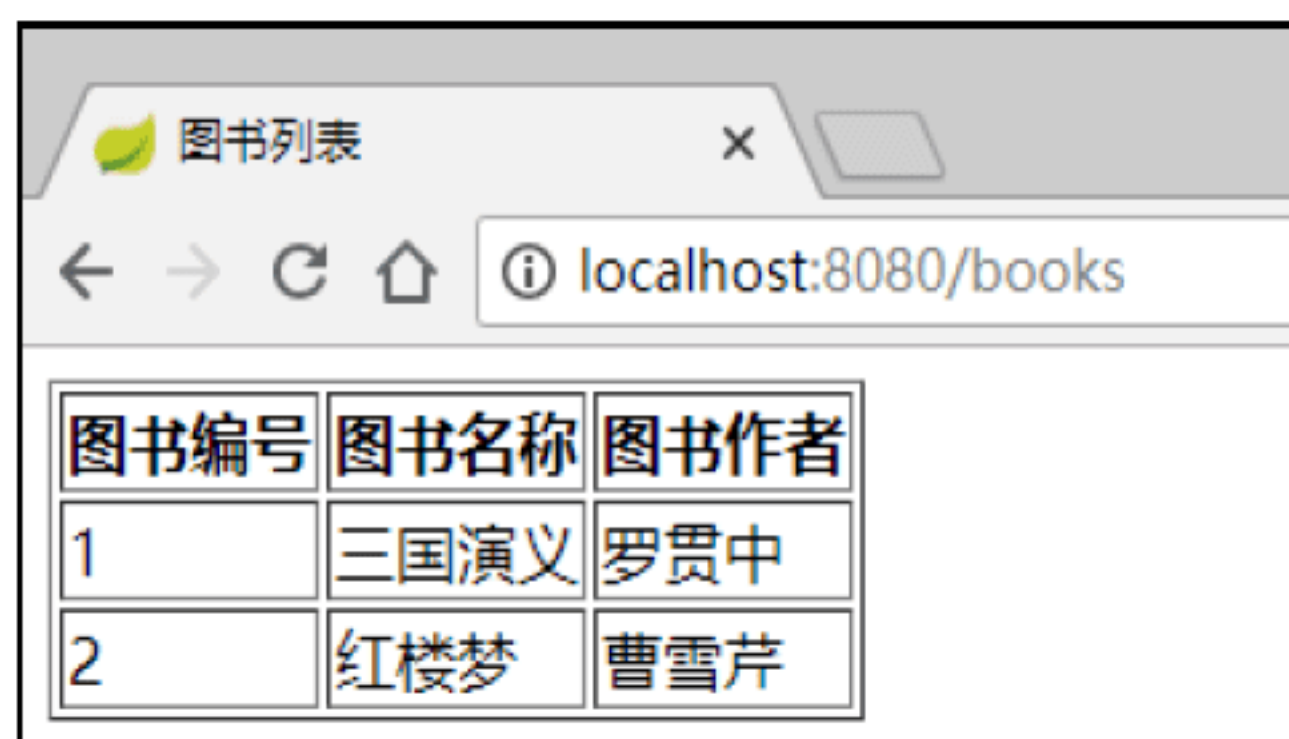 图书列表
localhost:8080/books
图书编号 图书名称 图书作者
1 三国演义 罗贯中
2 红楼梦 曹雪芹